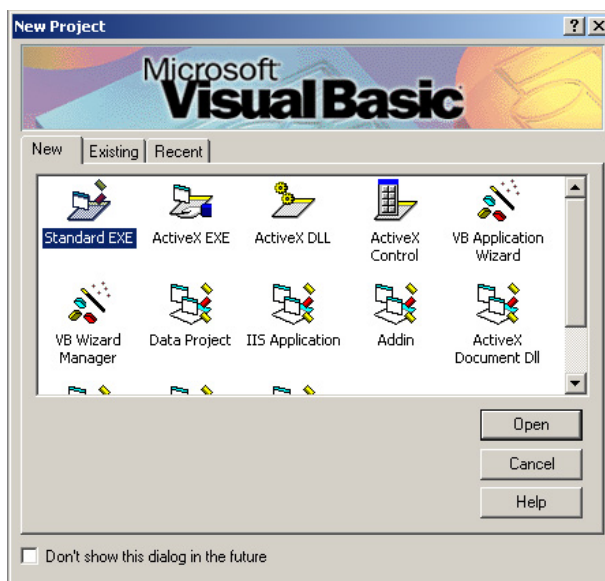 New Project
Microsoft
Visual Basic
New Existing Recent
Standard EXE ActiveX EXE ActiveX DLL ActiveX Control VB Application Wizard
VB Wizard Manager Data Project IIS Application Addin ActiveX Document Dll
Open
Cancel
Help
Don't show this dialog in the future